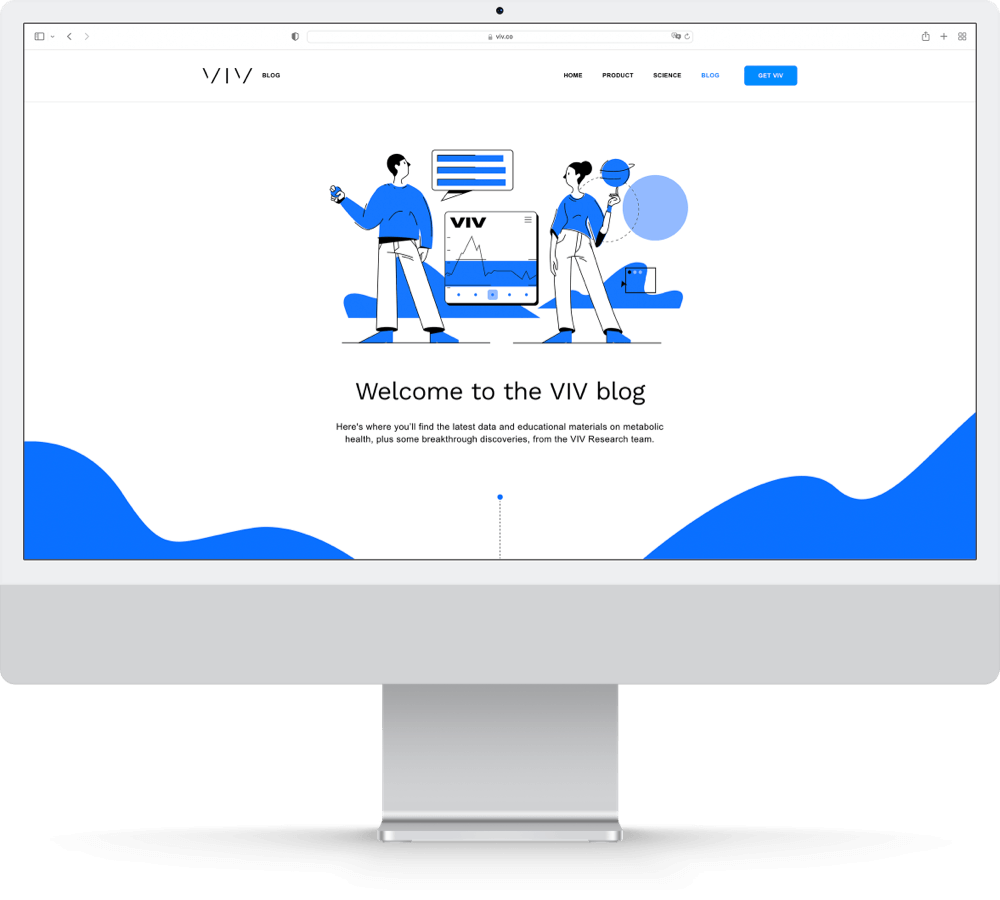 viv.co
VIV BLOG
HOME PRODUCT SCIENCE BLOG GET VIV
VIV
Welcome to the VIV blog
Here's where you'll find the latest data and educational materials on metabolic
health, plus some breakthrough discoveries, from the VIV Research team.